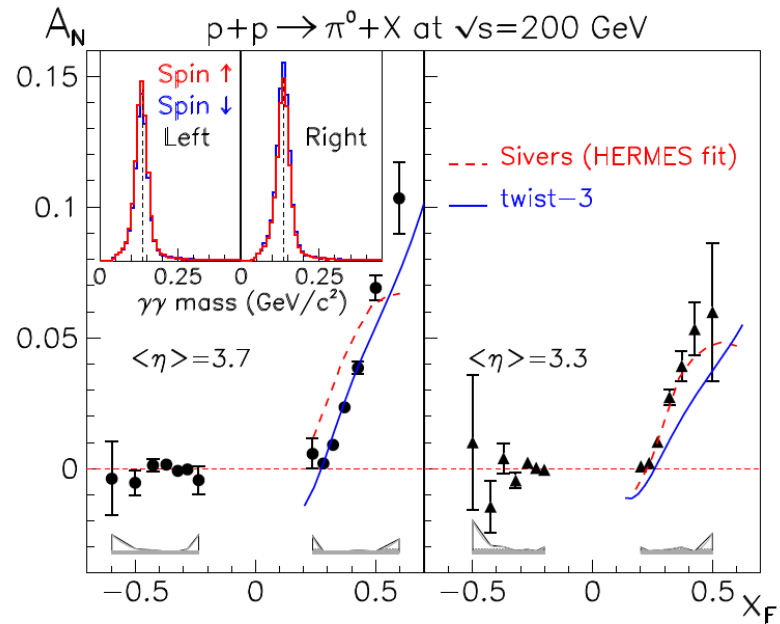 A_N
p+p → π⁰+X at √s=200 GeV
0.15
0.1
0.05
0
Spin ↑
Spin ↓
Left
Right
0 0.25 0 0.25
γγ mass (GeV/c²)
Sivers (HERMES fit)
twist−3
<η>=3.7
<η>=3.3
−0.5 0 0.5 −0.5 0 0.5
x_F